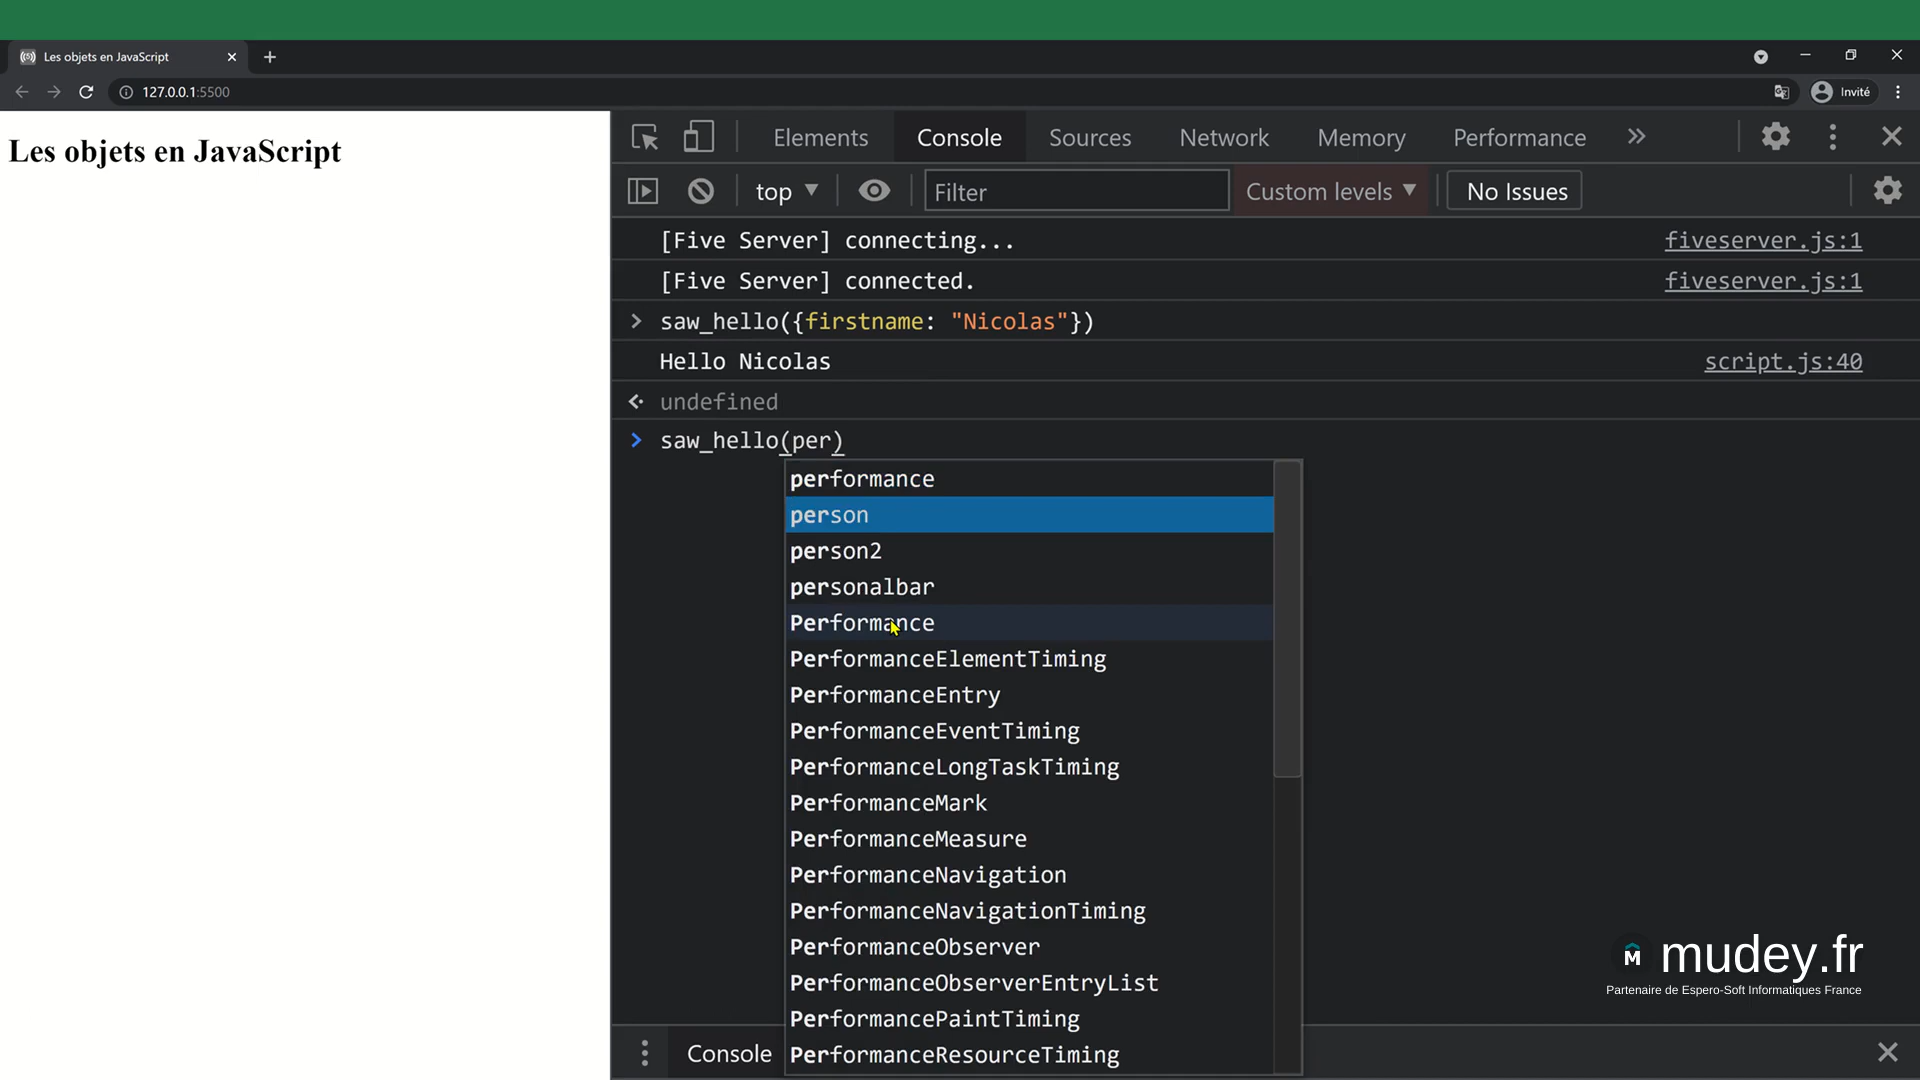 Les objets en JavaScript
127.0.0.1:5500
Invité
Les objets en JavaScript
Elements Console Sources Network Memory Performance
top Filter Custom levels No Issues
[Five Server] connecting... fiveserver.js:1
[Five Server] connected. fiveserver.js:1
> saw_hello({firstname: "Nicolas"})
Hello Nicolas script.js:40
undefined
> saw_hello(per)
performance
person
person2
personalbar
Performance
PerformanceElementTiming
PerformanceEntry
PerformanceEventTiming
PerformanceLongTaskTiming
PerformanceMark
PerformanceMeasure
PerformanceNavigation
PerformanceNavigationTiming
PerformanceObserver
PerformanceObserverEntryList
PerformancePaintTiming
PerformanceResourceTiming
Console
M mudey.fr
Partenaire de Espero-Soft Informatiques France